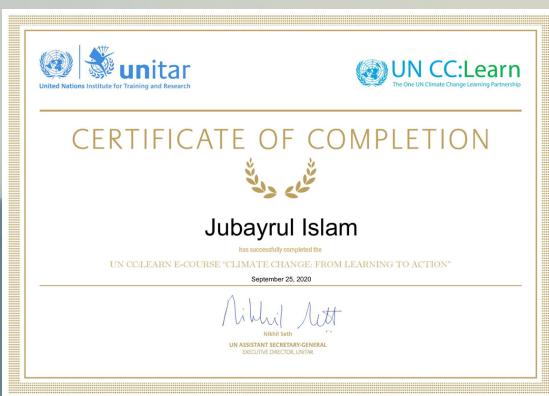 unitar
United Nations Institute for Training and Research
UN CC:Learn
The One UN Climate Change Learning Partnership
CERTIFICATE OF COMPLETION
Jubayrul Islam
has successfully completed the
UN CC:LEARN E-COURSE "CLIMATE CHANGE: FROM LEARNING TO ACTION"
September 25, 2020
Nikhil Seth
Nikhil Seth
UN ASSISTANT SECRETARY-GENERAL
EXECUTIVE DIRECTOR, UNITAR